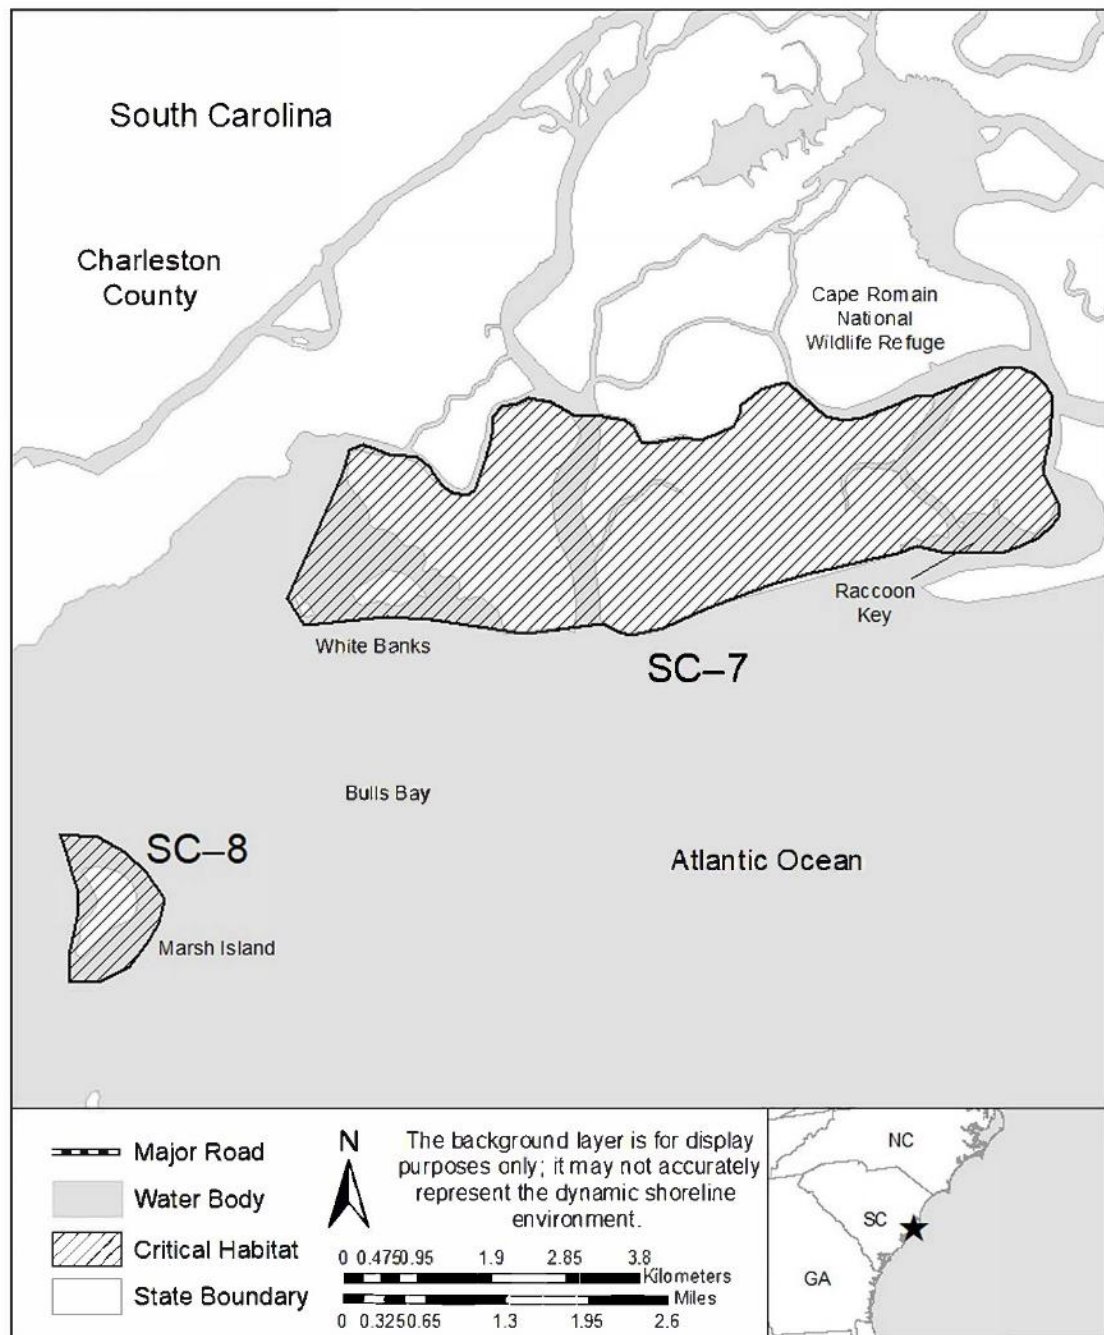 South Carolina
Charleston
County
Cape Romain
National
Wildlife Refuge
Raccoon
Key
White Banks
SC–7
Bulls Bay
SC–8
Atlantic Ocean
Marsh Island
Major Road
Water Body
Critical Habitat
State Boundary
N
The background layer is for display
purposes only; it may not accurately
represent the dynamic shoreline
environment.
0 0.475 0.95 1.9 2.85 3.8
Kilometers
Miles
0 0.325 0.65 1.3 1.95 2.6
NC
SC
GA